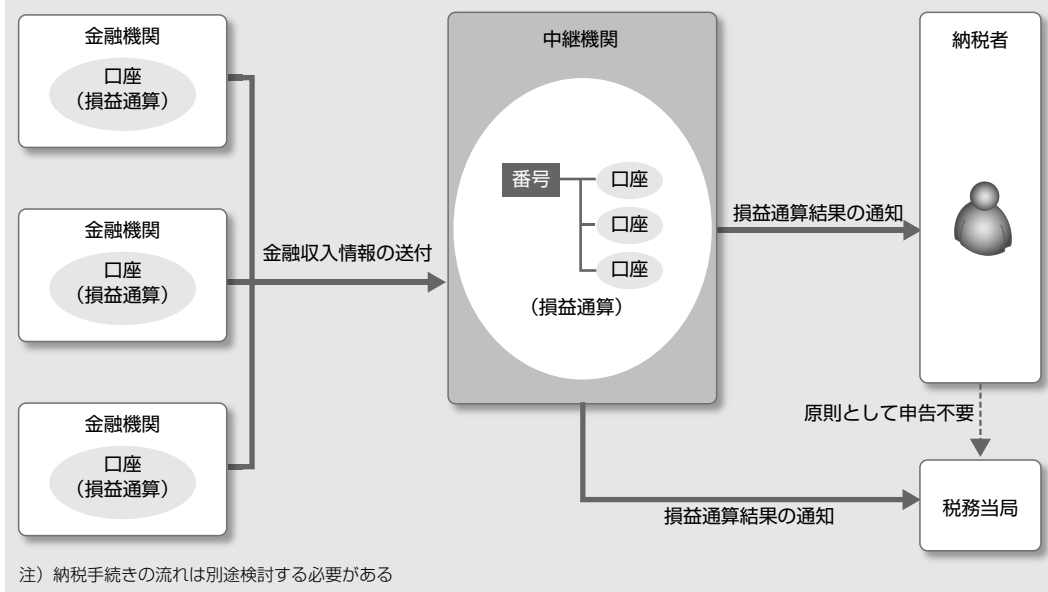 金融機関
口座
（損益通算）
金融機関
口座
（損益通算）
金融機関
口座
（損益通算）
金融収入情報の送付
中継機関
番号
口座
口座
口座
（損益通算）
損益通算結果の通知
損益通算結果の通知
納税者
原則として申告不要
税務当局
注）納税手続きの流れは別途検討する必要がある